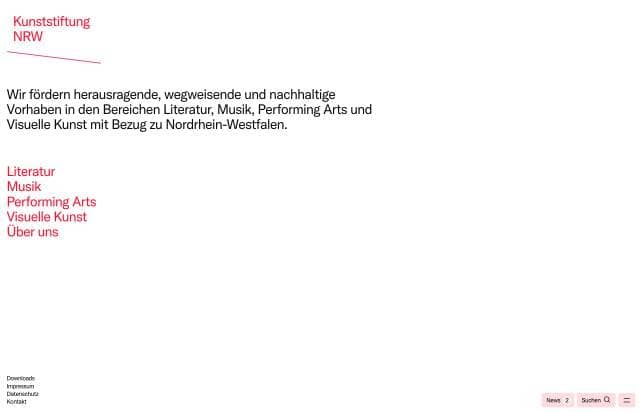 Kunststiftung
NRW
Wir fördern herausragende, wegweisende und nachhaltige
Vorhaben in den Bereichen Literatur, Musik, Performing Arts und
Visuelle Kunst mit Bezug zu Nordrhein-Westfalen.
Literatur
Musik
Performing Arts
Visuelle Kunst
Über uns
Downloads
Impressum
Datenschutz
Kontakt
News 2
Suchen